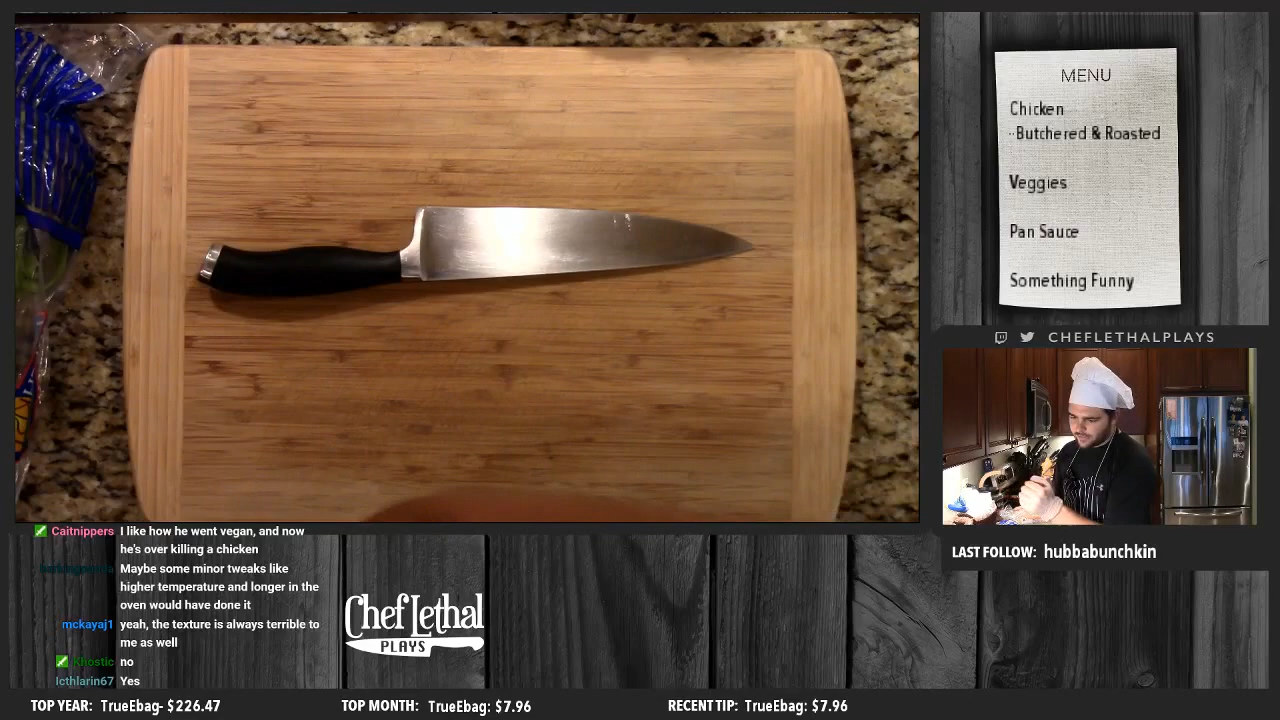 MENU
Chicken
-Butchered & Roasted
Veggies
Pan Sauce
Something Funny
CHEFLETHALPLAYS
LAST FOLLOW: hubbabunchkin
Caitnippers I like how he went vegan, and now
he's over killing a chicken
Maybe some minor tweaks like
higher temperature and longer in the
oven would have done it
mckayaj1 yeah, the texture is always terrible to
me as well
Khostic no
Icthlarin67 Yes
Chef Lethal
PLAYS
TOP YEAR: TrueEbag- $226.47
TOP MONTH: TrueEbag: $7.96
RECENT TIP: TrueEbag: $7.96